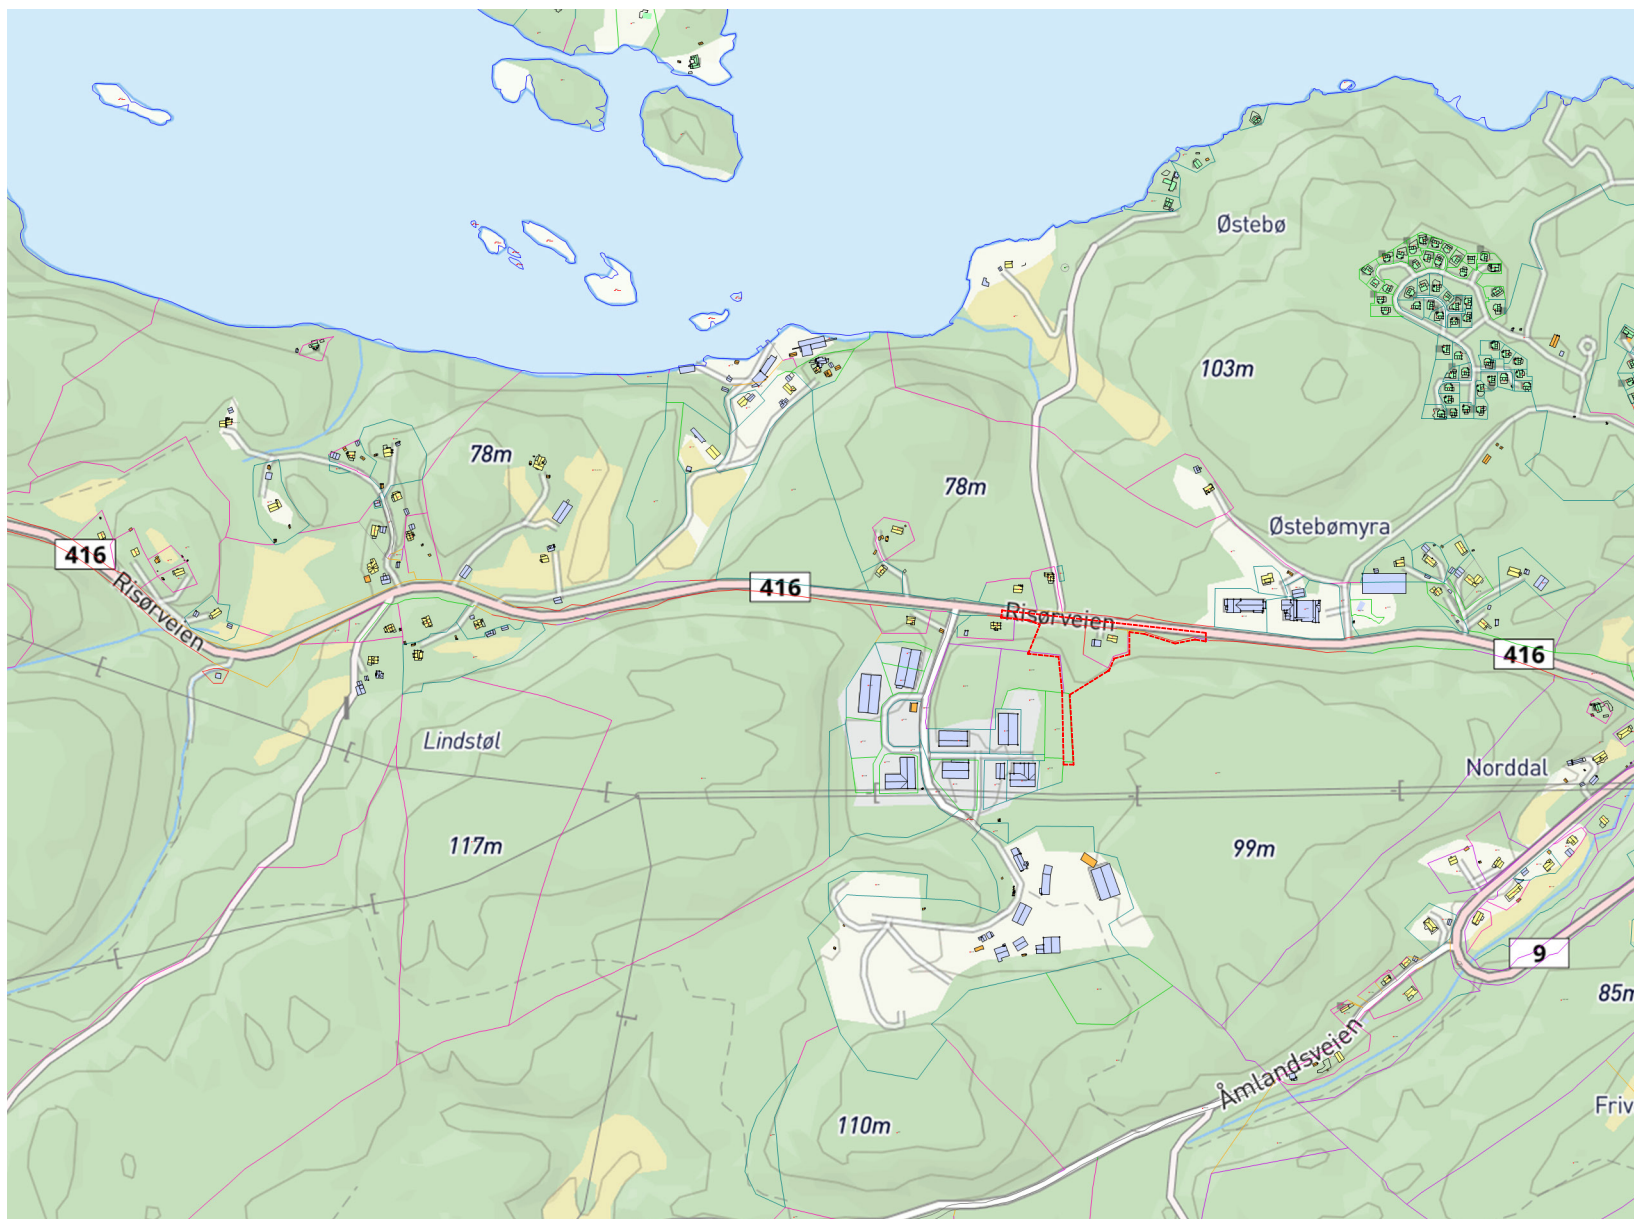 Østebø
103m
78m
78m
Østebømyra
416
416
Risørveien
Risørveien
416
Lindstøl
Norddal
117m
99m
9
85m
Åmlandsveien
Friv
110m